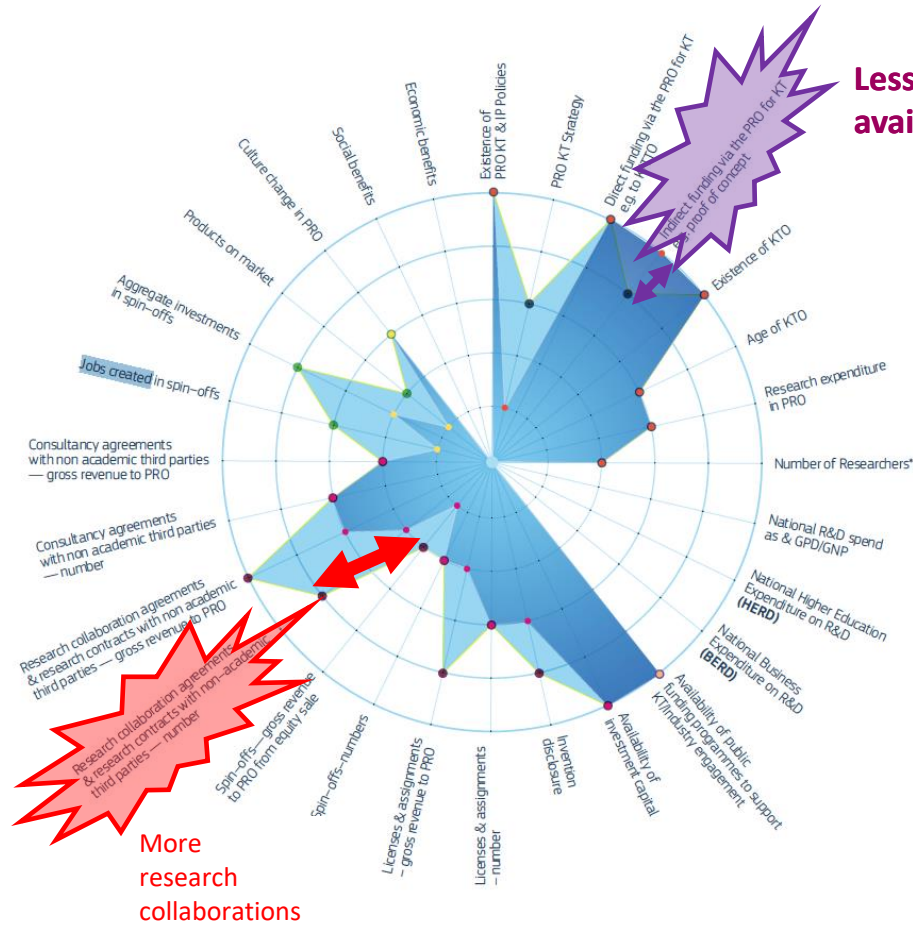 Existence of
PRO KT & IP Policies
PRO KT Strategy
Direct funding via the PRO for KT
e.g. to
Indirect funding via the PRO for KT
e.g. proof of concept
Less
avai
Existence of KTO
Age of KTO
Research expenditure
in PRO
Number of Researchers*
National R&D spend
as & GPD/GNP
National Higher Education
Expenditure on R&D
(HERD)
National Business
Expenditure on R&D
(BERD)
Availability of public
funding programmes to support
KT/industry engagement
Availability of
investment capital
Invention
disclosure
Licenses & assignments
– number
Licenses & assignments
– gross revenue to PRO
Spin-offs–numbers
Spin-offs—gross revenue
to PRO from equity sale
Research collaboration agreements
& research contracts with non-academic
third parties — number
More
research
collaborations
Research collaboration agreements
& research contracts with non academic
third parties — gross revenue to PRO
Consultancy agreements
with non academic third parties
— number
Consultancy agreements
with non academic third parties
— gross revenue to PRO
Jobs created in spin-offs
Aggregate investments
in spin-offs
Products on market
Culture change in PRO
Social benefits
Economic benefits